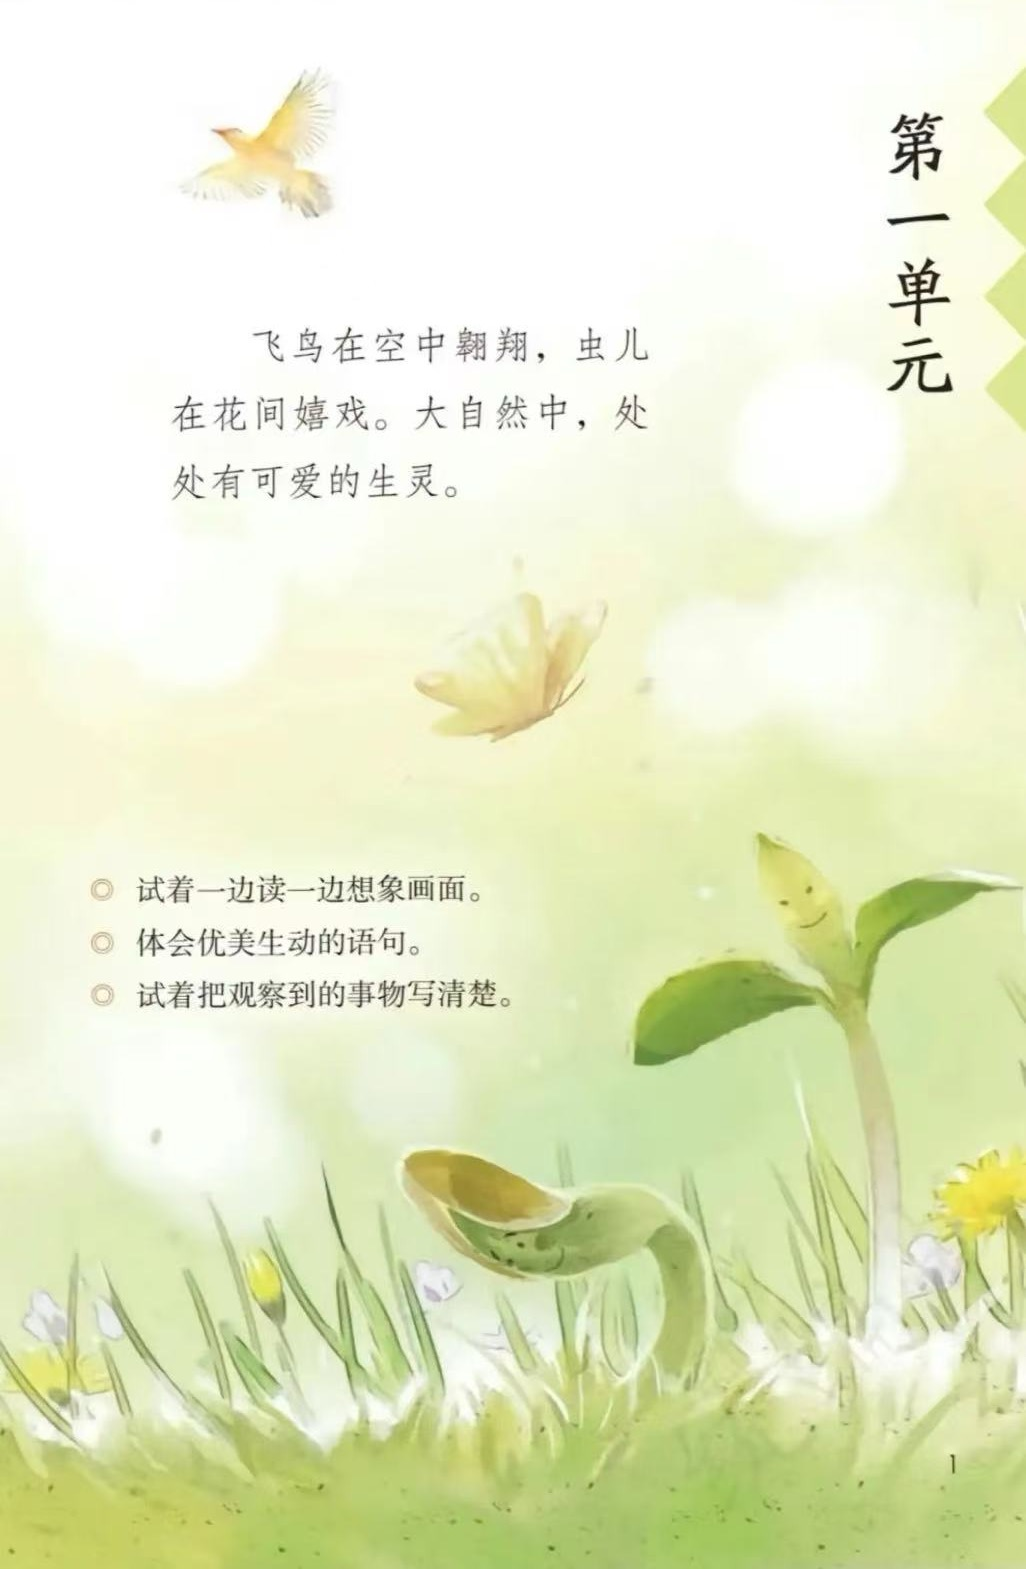 第一单元
飞鸟在空中翱翔，虫儿
在花间嬉戏。大自然中，处
处有可爱的生灵。
试着一边读一边想象画面。
体会优美生动的语句。
试着把观察到的事物写清楚。
1